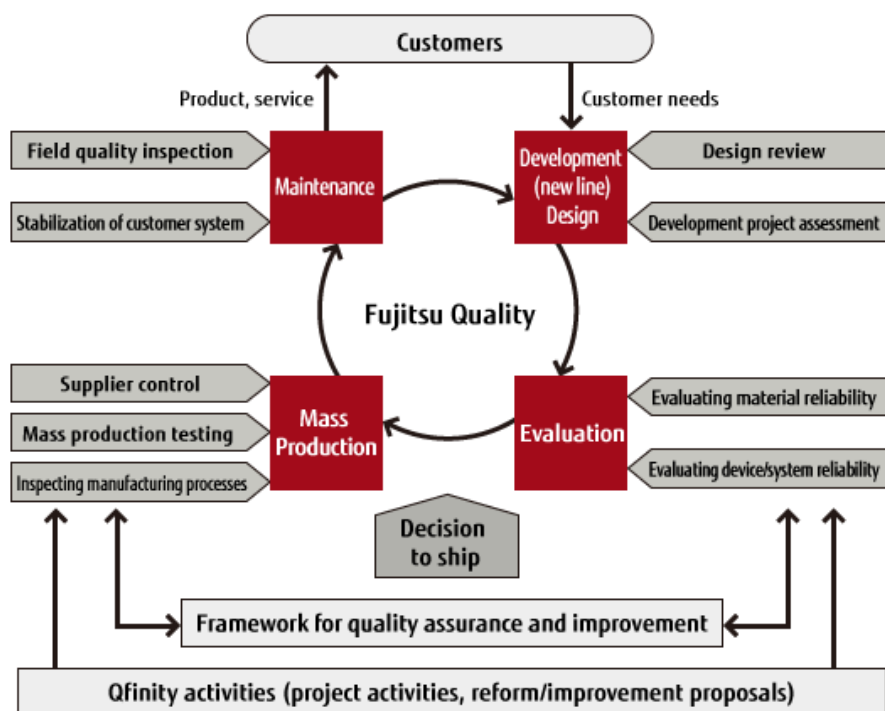 Customers
Product, service
Customer needs
Field quality inspection
Maintenance
Development
(new line)
Design
Design review
Stabilization of customer system
Development project assessment
Fujitsu Quality
Supplier control
Mass production testing
Inspecting manufacturing processes
Mass
Production
Evaluation
Evaluating material reliability
Evaluating device/system reliability
Decision
to ship
Framework for quality assurance and improvement
Qfinity activities (project activities, reform/improvement proposals)